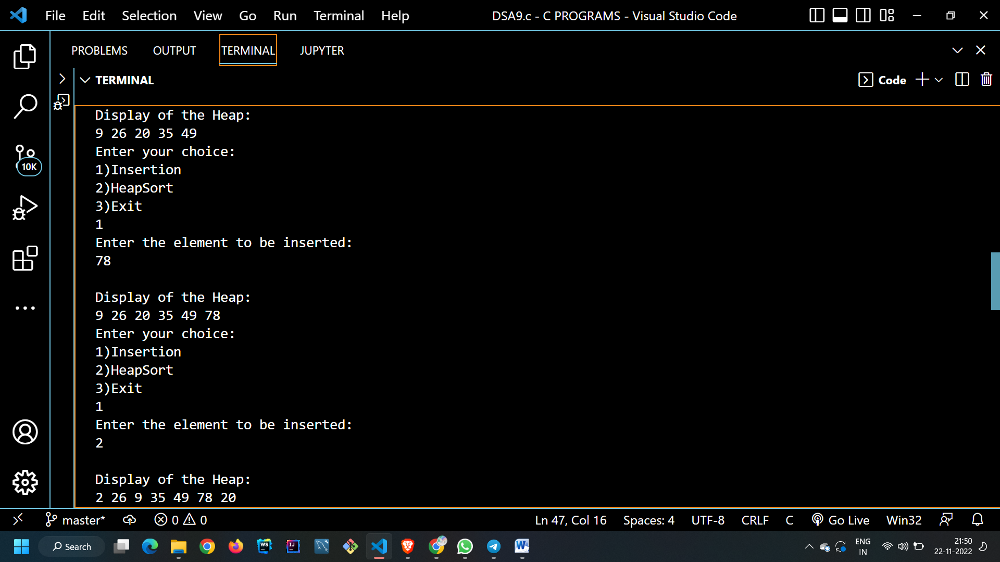 File Edit Selection View Go Run Terminal Help DSA9.c - C PROGRAMS - Visual Studio Code
PROBLEMS OUTPUT TERMINAL JUPYTER
TERMINAL Code
Display of the Heap:
9 26 20 35 49
Enter your choice:
1)Insertion
2)HeapSort
3)Exit
1
Enter the element to be inserted:
78
Display of the Heap:
9 26 20 35 49 78
Enter your choice:
1)Insertion
2)HeapSort
3)Exit
1
Enter the element to be inserted:
2
Display of the Heap:
2 26 9 35 49 78 20
10K
master* 0 0 Ln 47, Col 16 Spaces: 4 UTF-8 CRLF C Go Live Win32
Search WS IJ W ENG 21:50
IN 22-11-2022